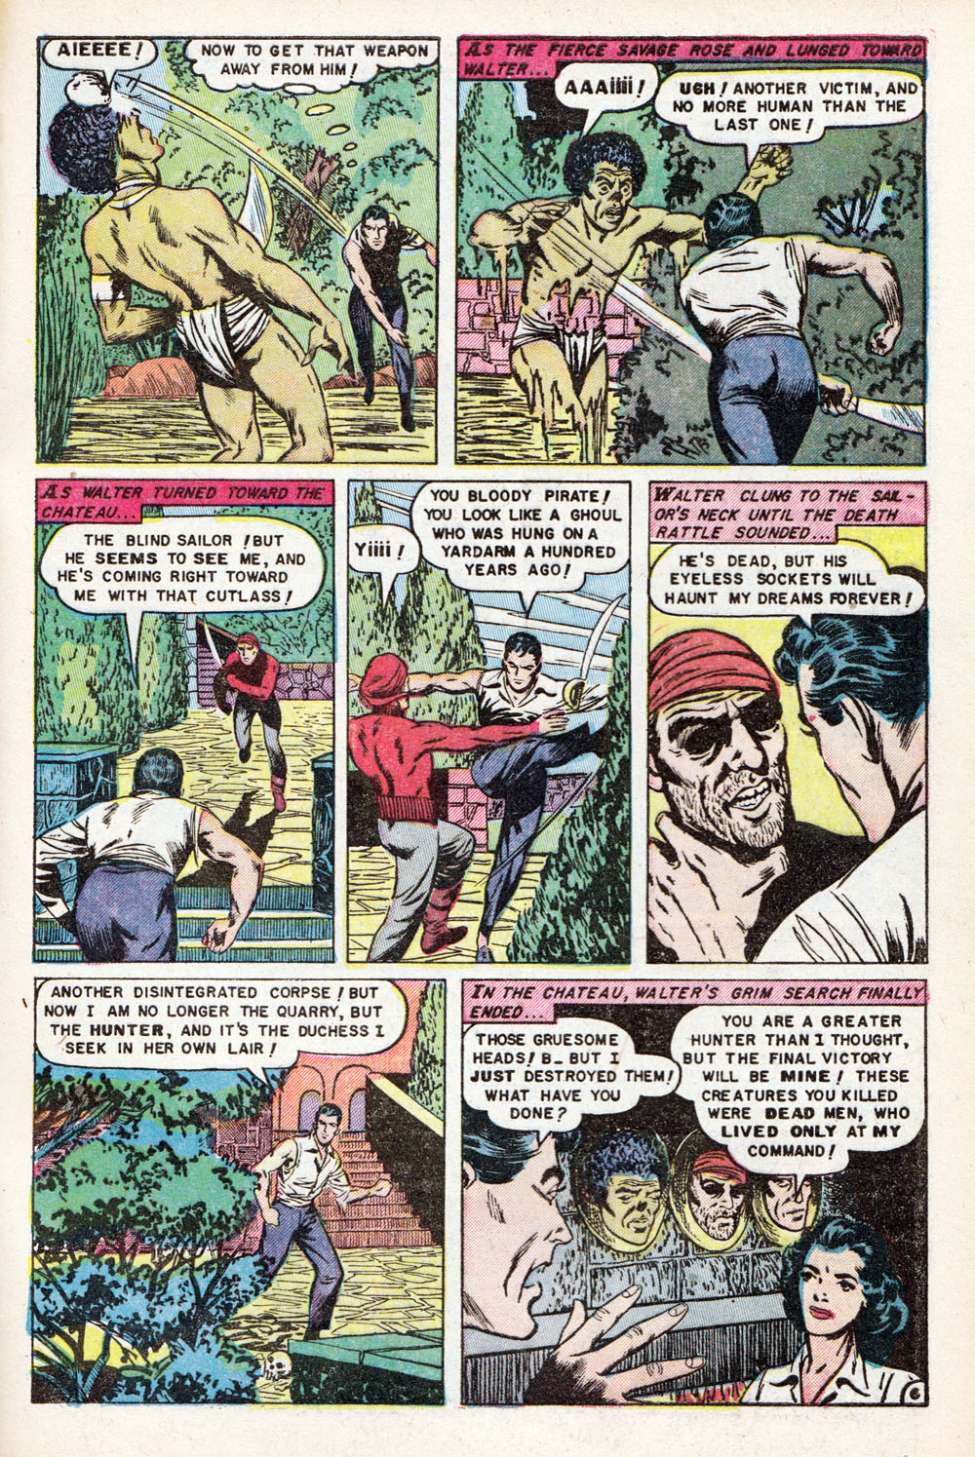 AIEEEE!
NOW TO GET THAT WEAPON
AWAY FROM HIM!
AS THE FIERCE SAVAGE ROSE AND LUNGED TOWARD
WALTER...
AAAiiii!
UGH! ANOTHER VICTIM, AND
NO MORE HUMAN THAN THE
LAST ONE!
AS WALTER TURNED TOWARD THE
CHATEAU...
THE BLIND SAILOR! BUT
HE SEEMS TO SEE ME, AND
HE'S COMING RIGHT TOWARD
ME WITH THAT CUTLASS!
Yiiii!
YOU BLOODY PIRATE!
YOU LOOK LIKE A GHOUL
WHO WAS HUNG ON A
YARDARM A HUNDRED
YEARS AGO!
WALTER CLUNG TO THE SAIL-
OR'S NECK UNTIL THE DEATH
RATTLE SOUNDED...
HE'S DEAD, BUT HIS
EYELESS SOCKETS WILL
HAUNT MY DREAMS FOREVER!
ANOTHER DISINTEGRATED CORPSE! BUT
NOW I AM NO LONGER THE QUARRY, BUT
THE HUNTER, AND IT'S THE DUCHESS I
SEEK IN HER OWN LAIR!
IN THE CHATEAU, WALTER'S GRIM SEARCH FINALLY
ENDED...
THOSE GRUESOME
HEADS! B_ BUT I
JUST DESTROYED THEM!
WHAT HAVE YOU
DONE?
YOU ARE A GREATER
HUNTER THAN I THOUGHT,
BUT THE FINAL VICTORY
WILL BE MINE! THESE
CREATURES YOU KILLED
WERE DEAD MEN, WHO
LIVED ONLY AT MY
COMMAND!
6